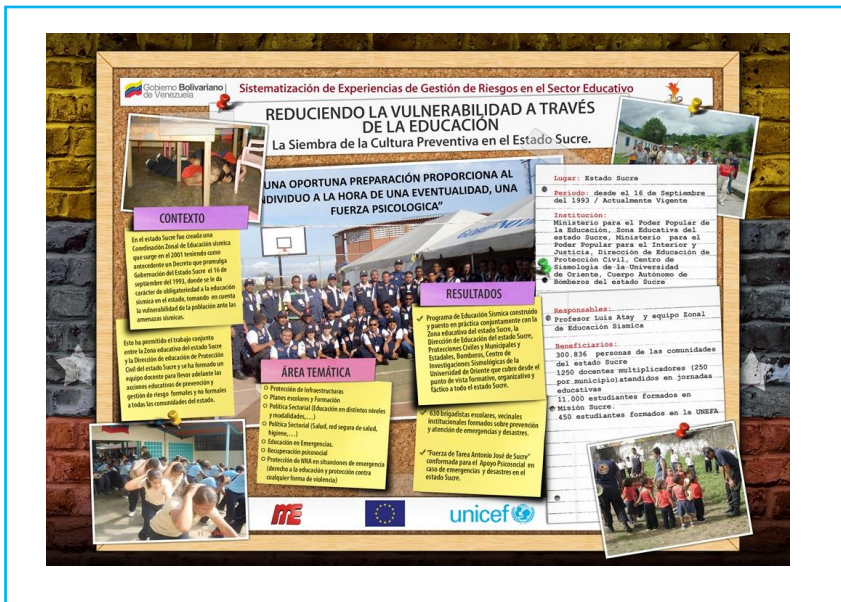 Gobierno Bolivariano
de Venezuela
Sistematización de Experiencias de Gestión de Riesgos en el Sector Educativo
REDUCIENDO LA VULNERABILIDAD A TRAVÉS
DE LA EDUCACIÓN
La Siembra de la Cultura Preventiva en el Estado Sucre.
UNA OPORTUNA PREPARACIÓN PROPORCIONA AL
INDIVIDUO A LA HORA DE UNA EVENTUALIDAD, UNA
FUERZA PSICOLOGICA"
CONTEXTO
En el estado Sucre fue creada una
Coordinación Zonal de Educación sísmica
que surge en el 2001 teniendo como
antecedente un Decreto que promulga
Gobernación del Estado Sucre el 16 de
septiembre del 1993, donde se le da
carácter de obligatoriedad a la educación
sísmica en el estado, tomando en cuenta
la vulnerabilidad de la población ante las
amenazas sísmicas.
Esto ha permitido el trabajo conjunto
entre la Zona educativa del estado Sucre
y la Dirección de educación de Protección
Civil del estado Sucre y se ha formado un
equipo docente para llevar adelante las
acciones educativas de prevención y
gestión de riesgo formales y no formales
a todas las comunidades del estado.
ÁREA TEMÁTICA
Protección de Infraestructuras
Planes escolares y Formación
Política Sectorial (Educación en distintos niveles
y modalidades,…)
Política Sectorial (Salud, red segura de salud,
higiene,…)
Educación en Emergencias.
Recuperación psicosocial
Protección de NNA en situaciones de emergencia
(derecho a la educación y protección contra
cualquier forma de violencia)
RESULTADOS
✓ Programa de Educación Sísmica construido
y puesto en práctica conjuntamente con la
Zona educativa del estado Sucre, la
Dirección de Educación del estado Sucre,
Protecciones Civiles y Municipales y
Estadales, Bomberos, Centro de
Investigaciones Sismológicas de la
Universidad de Oriente que cubre desde el
punto de vista formativo, organizativo y
táctico a todo el estado Sucre.
✓ 630 brigadistas escolares, vecinales
institucionales formados sobre prevención
y atención de emergencias y desastres.
✓ "Fuerza de Tarea Antonio José de Sucre"
conformada para el Apoyo Psicosocial en
caso de emergencias y desastres en el
estado Sucre.
Lugar: Estado Sucre
Periodo: desde el 16 de Septiembre
del 1993 / Actualmente Vigente
Institución:
Ministerio para el Poder Popular de
la Educación, Zona Educativa del
estado Sucre, Ministerio para el
Poder Popular para el Interior y
Justicia, Dirección de Educación de
Protección Civil, Centro de
Sismologia de la Universidad
de Oriente, Cuerpo Autónomo de
Bomberos del estado Sucre
Responsables:
Profesor Luis Atay y equipo Zonal
de Educación Sismica
Beneficiarios:
300.836 personas de las comunidades
del estado Sucre
1250 docentes multiplicadores (250
por municipio)atendidos en jornadas
educativas
11.000 estudiantes formados en
Misión Sucre.
450 estudiantes formados en la UNEFA
ME
unicef